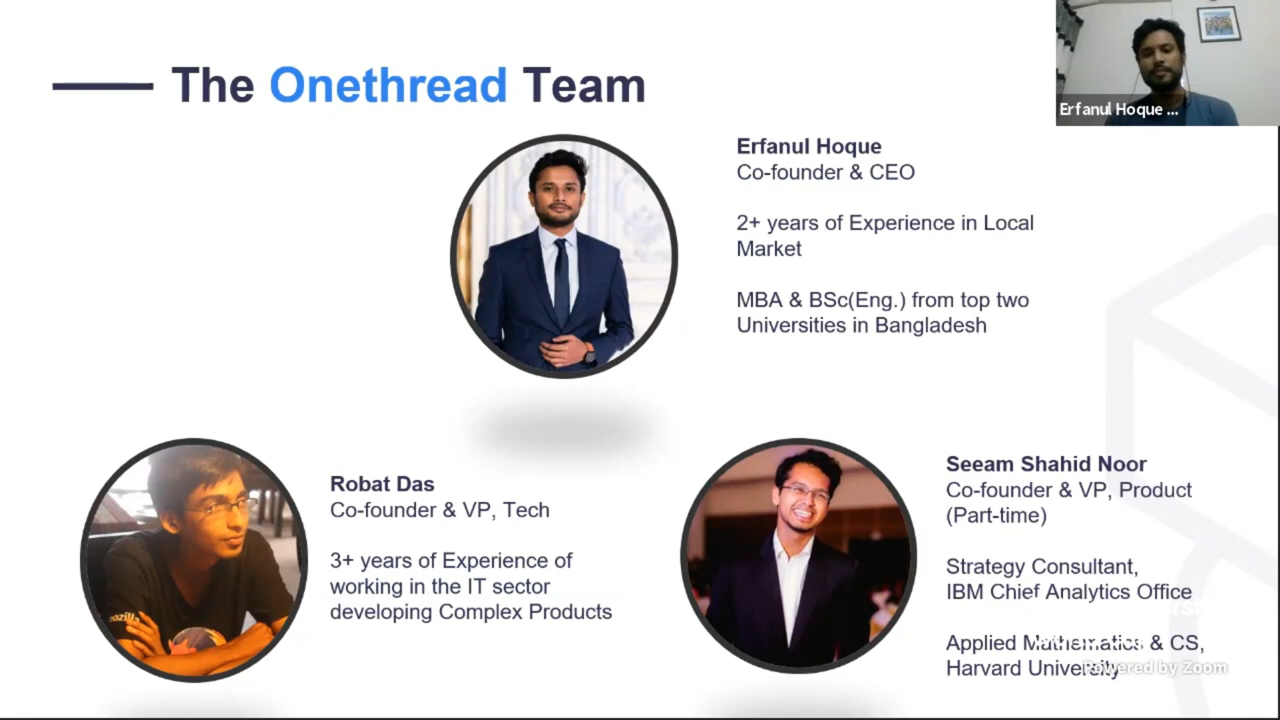 The Onethread Team
Erfanul Hoque ...
Erfanul Hoque
Co-founder & CEO
2+ years of Experience in Local
Market
MBA & BSc(Eng.) from top two
Universities in Bangladesh
Robat Das
Co-founder & VP, Tech
3+ years of Experience of
working in the IT sector
developing Complex Products
mozilla
Seeam Shahid Noor
Co-founder & VP, Product
(Part-time)
Strategy Consultant,
IBM Chief Analytics Office
Applied Mathematics & CS,
Harvard University
Powered by Zoom